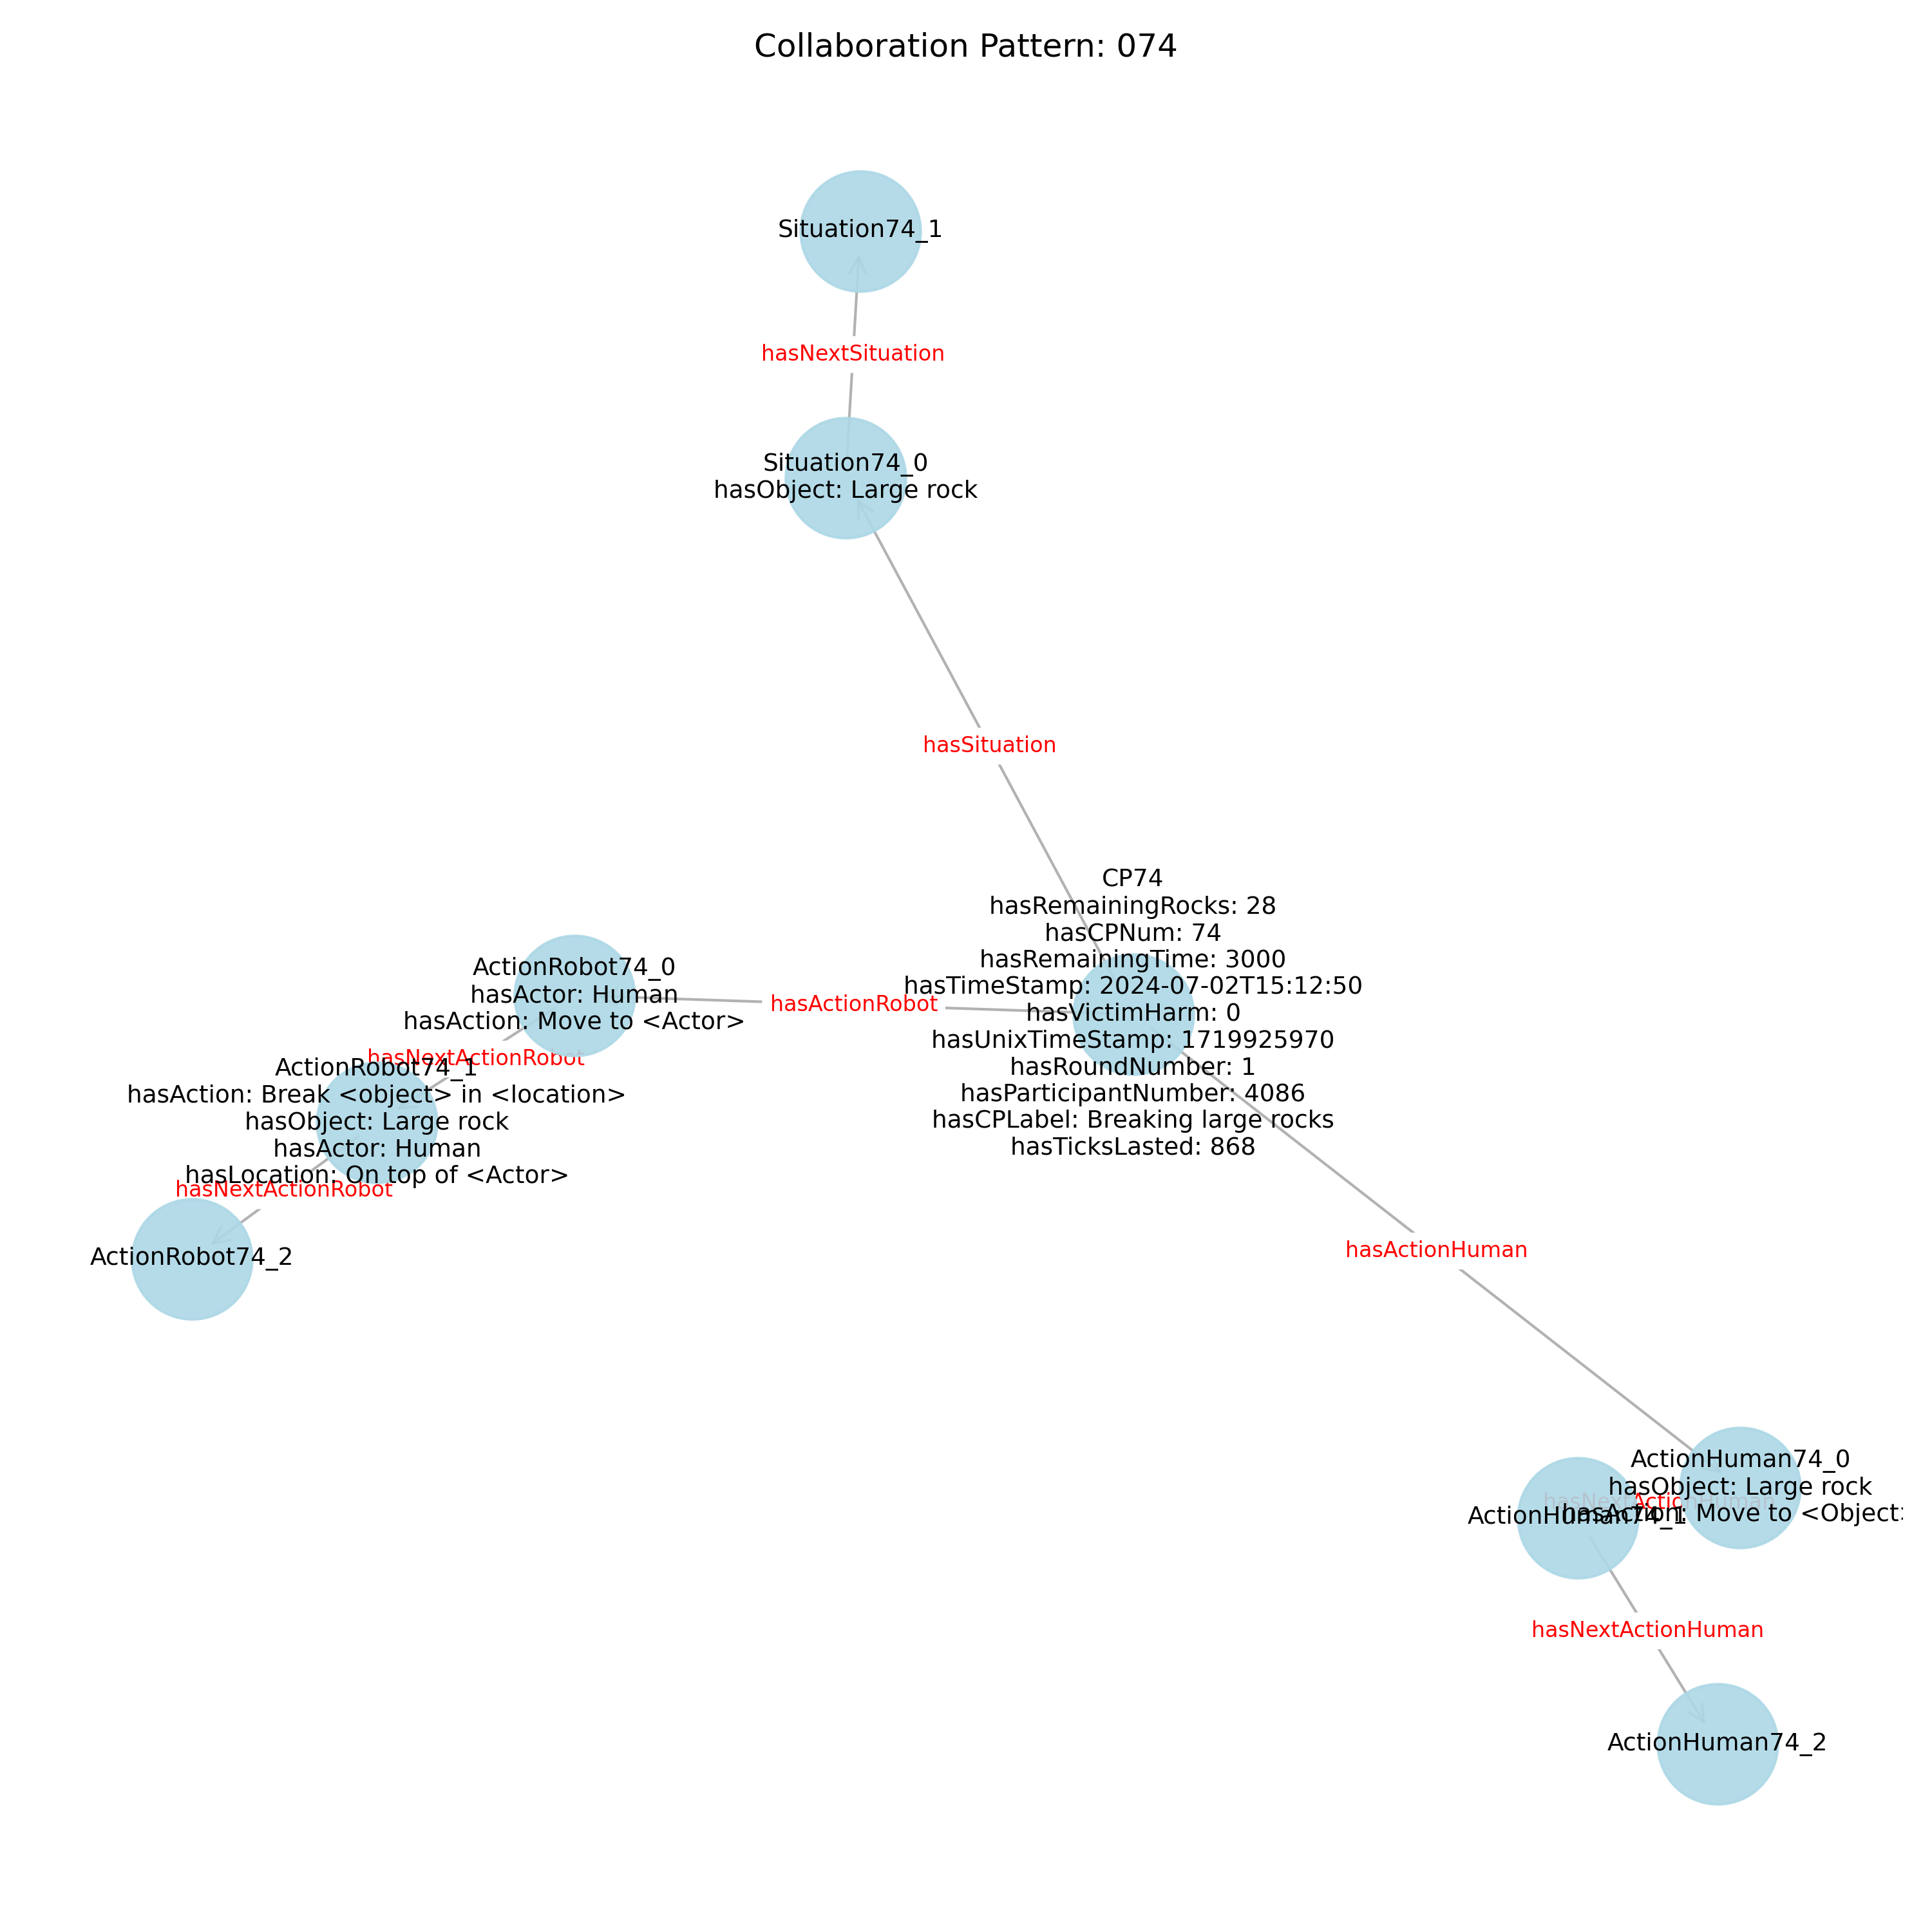 Collaboration Pattern: 074
Situation74_1
hasNextSituation
Situation74_0
hasObject: Large rock
hasSituation
CP74
hasRemainingRocks: 28
hasCPNum: 74
hasRemainingTime: 3000
hasTimeStamp: 2024-07-02T15:12:50
hasVictimHarm: 0
hasUnixTimeStamp: 1719925970
hasRoundNumber: 1
hasParticipantNumber: 4086
hasCPLabel: Breaking large rocks
hasTicksLasted: 868
hasActionRobot
ActionRobot74_0
hasActor: Human
hasAction: Move to <Actor>
hasNextActionRobot
ActionRobot74_1
hasAction: Break <object> in <location>
hasObject: Large rock
hasActor: Human
hasLocation: On top of <Actor>
hasNextActionRobot
ActionRobot74_2
hasActionHuman
ActionHuman74_0
hasObject: Large rock
hasAction: Move to <Object>
hasNextActionHuman
ActionHuman74_1
hasNextActionHuman
ActionHuman74_2